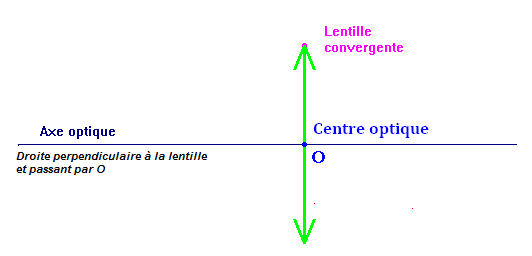 Lentille
convergente
Axe optique
Centre optique
Droite perpendiculaire à la lentille
et passant par O
O